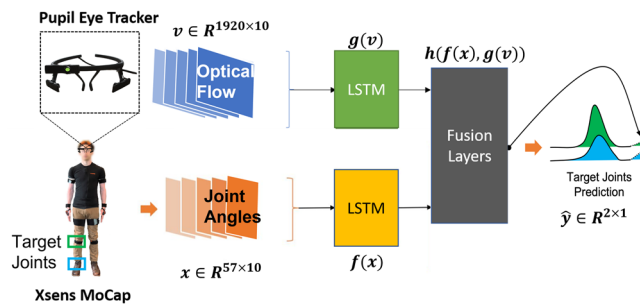 Pupil Eye Tracker
v ∈ R^{1920×10}
Optical
Flow
g(v)
LSTM
h(f(x), g(v))
Fusion
Layers
Target Joints
Prediction
ŷ ∈ R^{2×1}
Joint
Angles
x ∈ R^{57×10}
LSTM
f(x)
Target
Joints
Xsens MoCap